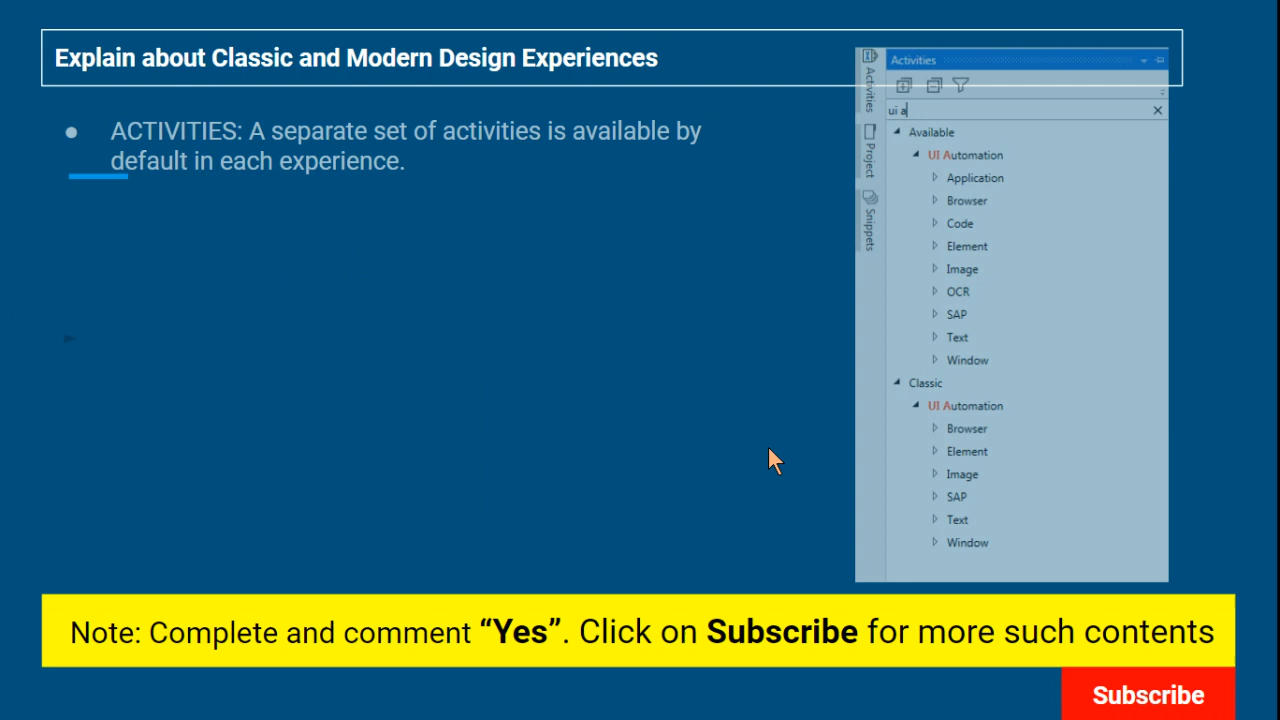 Explain about Classic and Modern Design Experiences
● ACTIVITIES: A separate set of activities is available by
default in each experience.
Activities
Project
Snippets
Activities
ui a
Available
UI Automation
Application
Browser
Code
Element
Image
OCR
SAP
Text
Window
Classic
UI Automation
Browser
Element
Image
SAP
Text
Window
Note: Complete and comment “Yes”. Click on Subscribe for more such contents
Subscribe